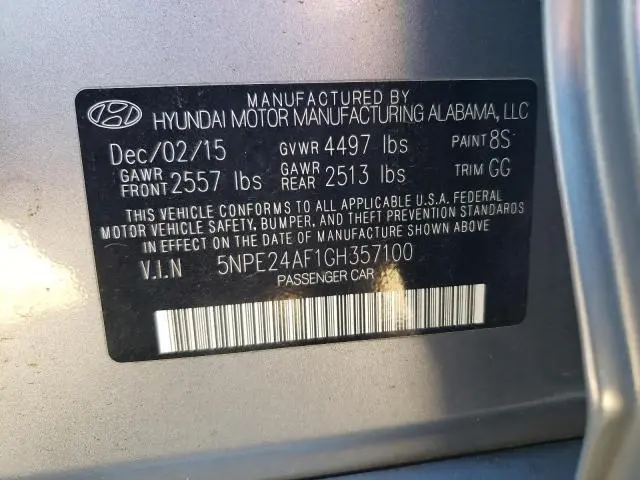 MANUFACTURED BY
HYUNDAI MOTOR MANUFACTURING ALABAMA, LLC
Dec/02/15 GVWR 4497 lbs PAINT 8S
GAWR FRONT 2557 lbs GAWR REAR 2513 lbs TRIM GG
THIS VEHICLE CONFORMS TO ALL APPLICABLE U.S.A. FEDERAL
MOTOR VEHICLE SAFETY, BUMPER, AND THEFT PREVENTION STANDARDS
IN EFFECT ON THE DATE OF MANUFACTURE SHOWN ABOVE
V.I.N 5NPE24AF1GH357100
PASSENGER CAR